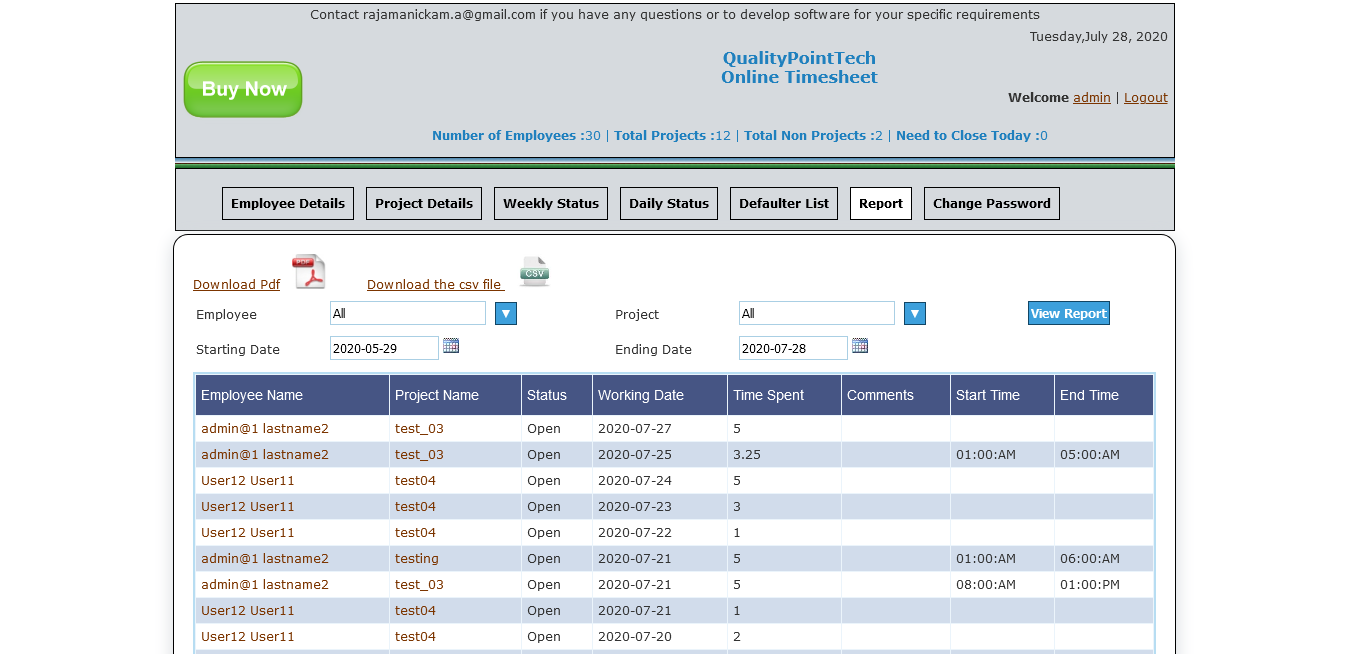 Contact rajamanickam.a@gmail.com if you have any questions or to develop software for your specific requirements
Tuesday,July 28, 2020
QualityPointTech
Online Timesheet
Buy Now
Welcome admin | Logout
Number of Employees :30 | Total Projects :12 | Total Non Projects :2 | Need to Close Today :0
Employee Details Project Details Weekly Status Daily Status Defaulter List Report Change Password
Download Pdf PDF Download the csv file CSV
Employee All ▼ Project All ▼ View Report
Starting Date 2020-05-29 Ending Date 2020-07-28
Employee Name Project Name Status Working Date Time Spent Comments Start Time End Time
admin@1 lastname2 test_03 Open 2020-07-27 5
admin@1 lastname2 test_03 Open 2020-07-25 3.25 01:00:AM 05:00:AM
User12 User11 test04 Open 2020-07-24 5
User12 User11 test04 Open 2020-07-23 3
User12 User11 test04 Open 2020-07-22 1
admin@1 lastname2 testing Open 2020-07-21 5 01:00:AM 06:00:AM
admin@1 lastname2 test_03 Open 2020-07-21 5 08:00:AM 01:00:PM
User12 User11 test04 Open 2020-07-21 1
User12 User11 test04 Open 2020-07-20 2